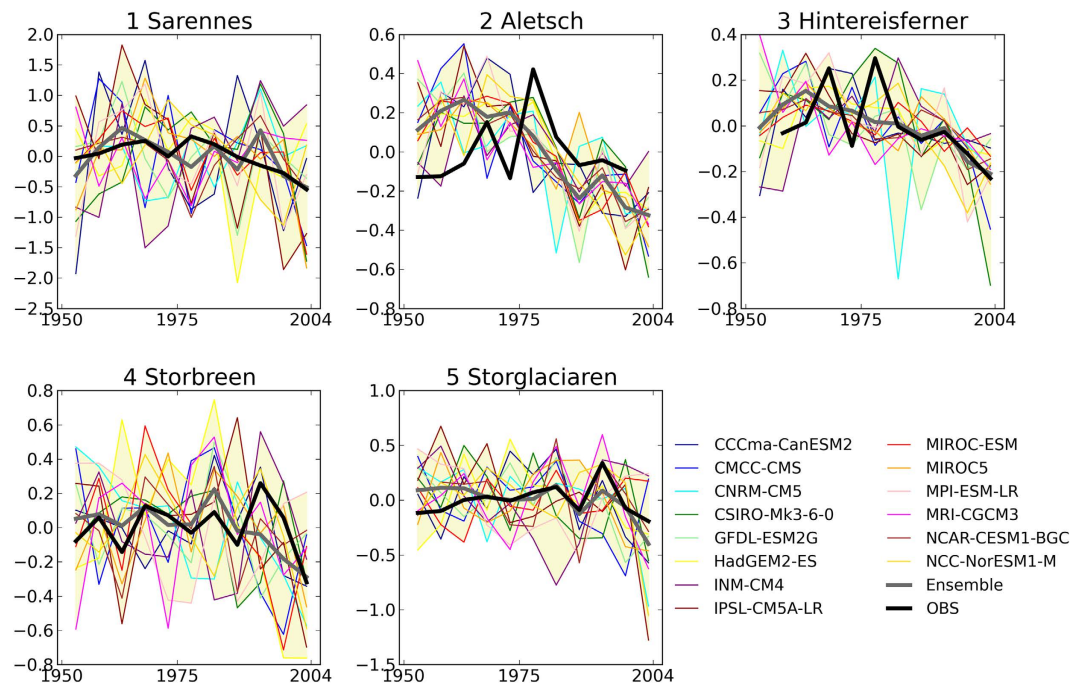 1 Sarennes
2.0
1.5
1.0
0.5
0.0
−0.5
−1.0
−1.5
−2.0
−2.5
1950 1975 2004
2 Aletsch
0.6
0.4
0.2
0.0
−0.2
−0.4
−0.6
−0.8
1950 1975 2004
3 Hintereisferner
0.4
0.2
0.0
−0.2
−0.4
−0.6
−0.8
1950 1975 2004
4 Storbreen
0.8
0.6
0.4
0.2
0.0
−0.2
−0.4
−0.6
−0.8
1950 1975 2004
5 Storglaciaren
1.0
0.5
0.0
−0.5
−1.0
−1.5
1950 1975 2004
CCCma-CanESM2
CMCC-CMS
CNRM-CM5
CSIRO-Mk3-6-0
GFDL-ESM2G
HadGEM2-ES
INM-CM4
IPSL-CM5A-LR
MIROC-ESM
MIROC5
MPI-ESM-LR
MRI-CGCM3
NCAR-CESM1-BGC
NCC-NorESM1-M
Ensemble
OBS